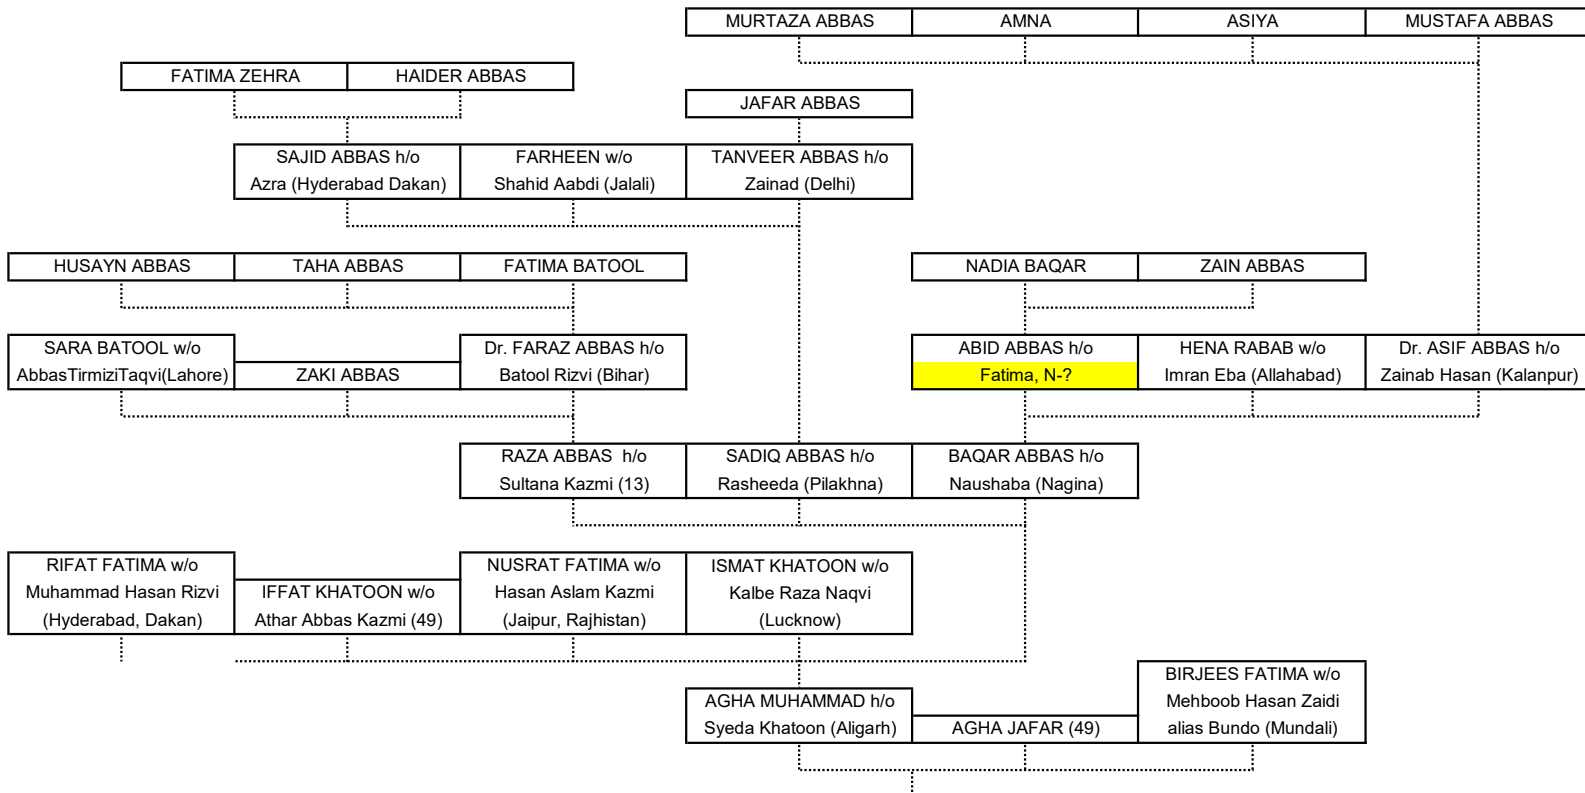 MURTAZA ABBAS
AMNA
ASIYA
MUSTAFA ABBAS
FATIMA ZEHRA
HAIDER ABBAS
JAFAR ABBAS
SAJID ABBAS h/o
Azra (Hyderabad Dakan)
FARHEEN w/o
Shahid Aabdi (Jalali)
TANVEER ABBAS h/o
Zainad (Delhi)
HUSAYN ABBAS
TAHA ABBAS
FATIMA BATOOL
NADIA BAQAR
ZAIN ABBAS
SARA BATOOL w/o
AbbasTirmiziTaqvi(Lahore)
ZAKI ABBAS
Dr. FARAZ ABBAS h/o
Batool Rizvi (Bihar)
ABID ABBAS h/o
Fatima, N-?
HENA RABAB w/o
Imran Eba (Allahabad)
Dr. ASIF ABBAS h/o
Zainab Hasan (Kalanpur)
RAZA ABBAS h/o
Sultana Kazmi (13)
SADIQ ABBAS h/o
Rasheeda (Pilakhna)
BAQAR ABBAS h/o
Naushaba (Nagina)
RIFAT FATIMA w/o
Muhammad Hasan Rizvi
(Hyderabad, Dakan)
IFFAT KHATOON w/o
Athar Abbas Kazmi (49)
NUSRAT FATIMA w/o
Hasan Aslam Kazmi
(Jaipur, Rajhistan)
ISMAT KHATOON w/o
Kalbe Raza Naqvi
(Lucknow)
AGHA MUHAMMAD h/o
Syeda Khatoon (Aligarh)
AGHA JAFAR (49)
BIRJEES FATIMA w/o
Mehboob Hasan Zaidi
alias Bundo (Mundali)